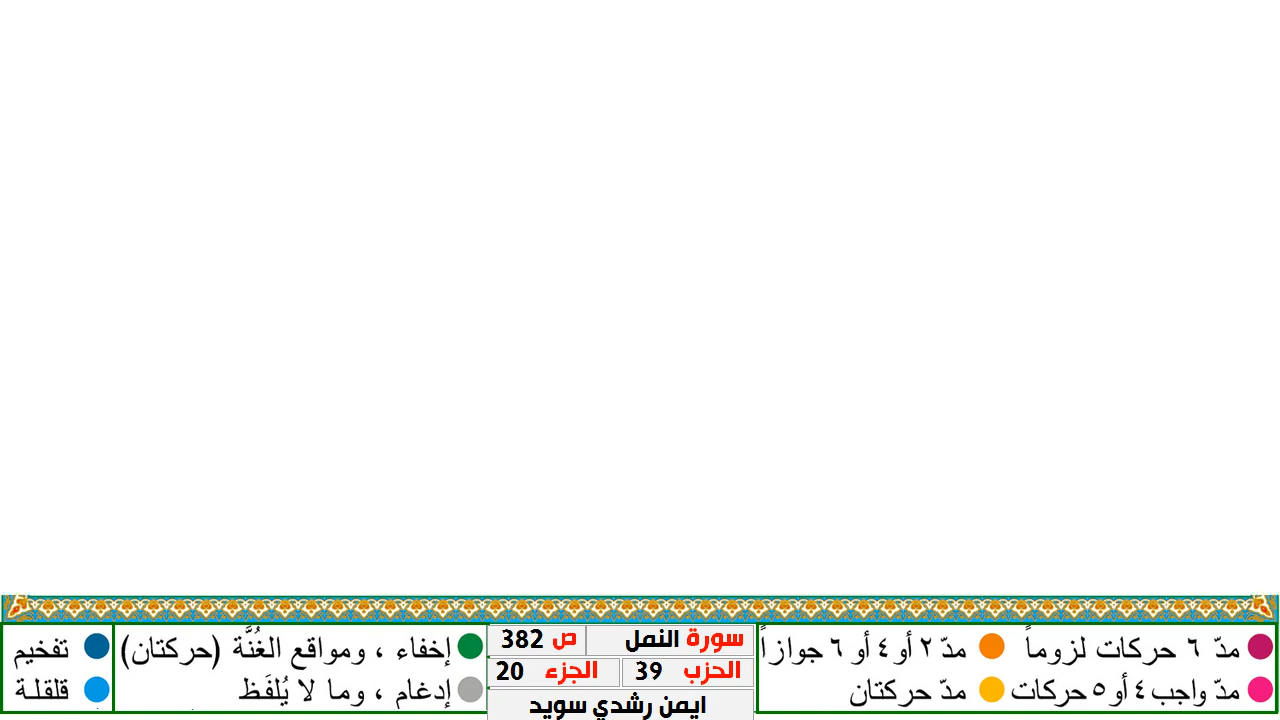 مدّ ٦ حركات لزوماً مدّ ٢ أو ٤ أو ٦ جوازاً
مدّ واجب ٤ أو ٥ حركات مدّ حركتان
سورة النمل ص 382
الحزب 39 الجزء 20
ايمن رشدي سويد
إخفاء ، ومواقع الغُنَّة (حركتان) تفخيم
إدغام ، وما لا يُلفَظ قلقلة